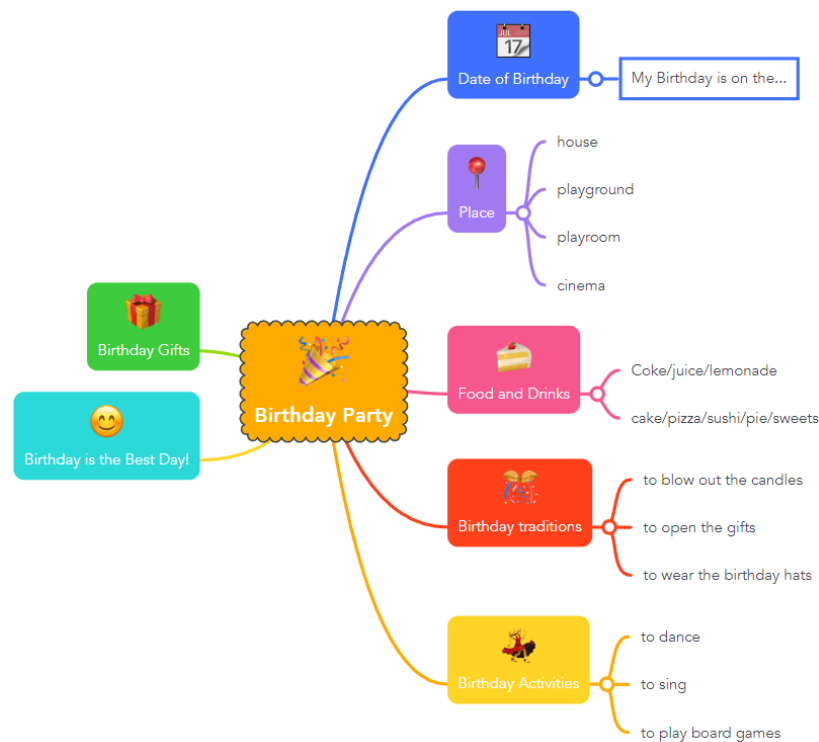 JUL
17
Date of Birthday
My Birthday is on the...
Place
house
playground
playroom
cinema
Birthday Gifts
Birthday is the Best Day!
Birthday Party
Food and Drinks
Coke/juice/lemonade
cake/pizza/sushi/pie/sweets
Birthday traditions
to blow out the candles
to open the gifts
to wear the birthday hats
Birthday Activities
to dance
to sing
to play board games